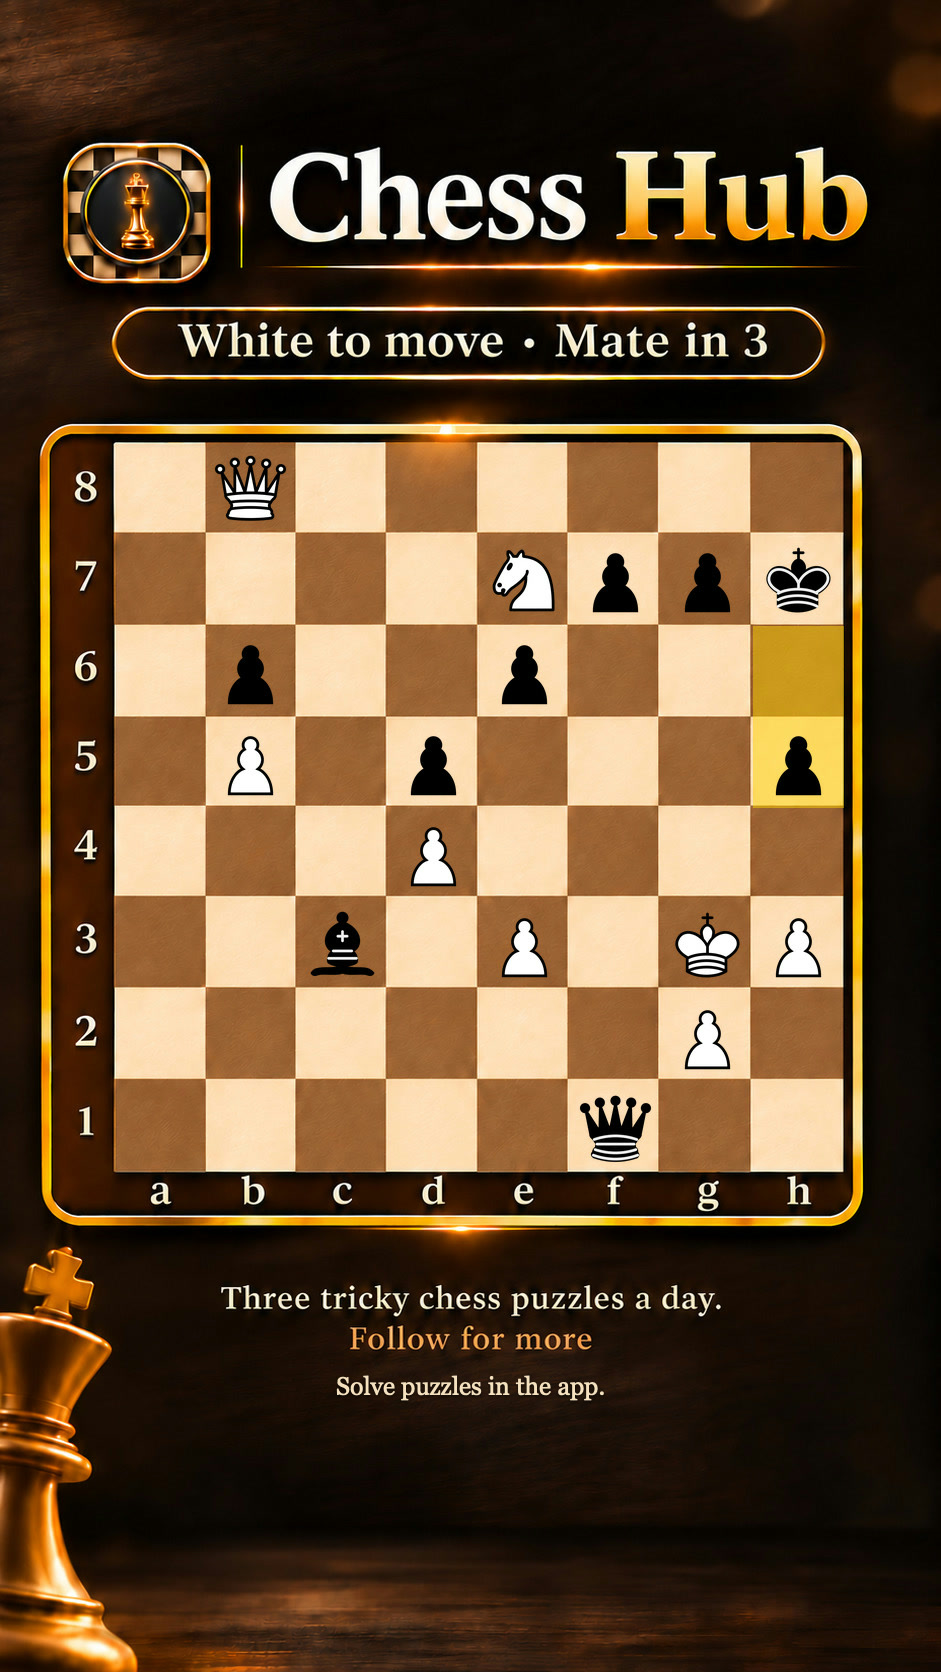 Chess Hub
White to move • Mate in 3
8
7
6
5
4
3
2
1
a b c d e f g h
Three tricky chess puzzles a day.
Follow for more
Solve puzzles in the app.